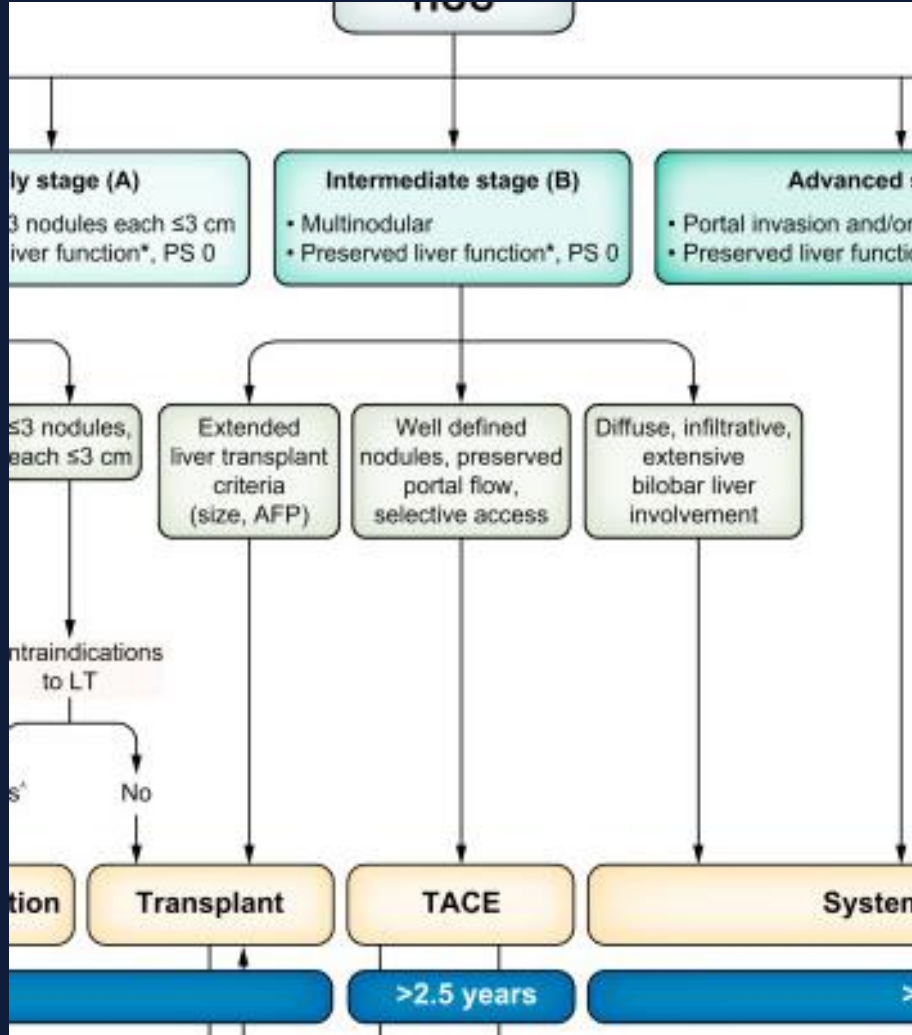 HCC
ly stage (A)
3 nodules each ≤3 cm
iver function*, PS 0
Intermediate stage (B)
• Multinodular
• Preserved liver function*, PS 0
Advanced s
• Portal invasion and/or
• Preserved liver functio
≤3 nodules,
each ≤3 cm
Extended
liver transplant
criteria
(size, AFP)
Well defined
nodules, preserved
portal flow,
selective access
Diffuse, infiltrative,
extensive
bilobar liver
involvement
ntraindications
to LT
s^
No
tion
Transplant
TACE
System
>2.5 years
>